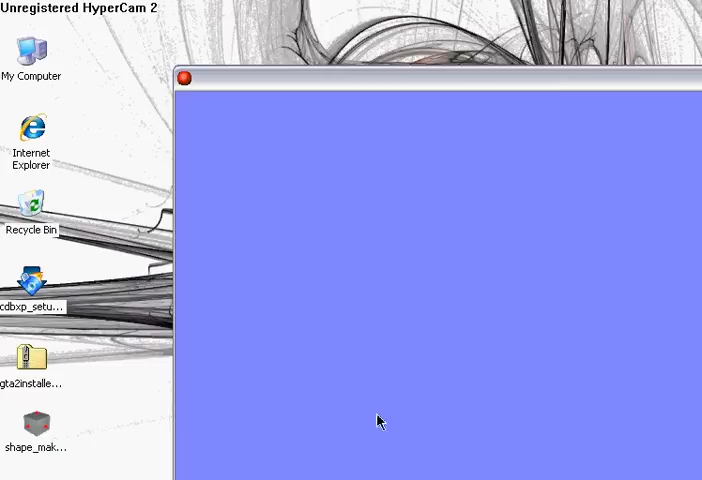 Unregistered HyperCam 2
My Computer
Internet
Explorer
Recycle Bin
cdbxp_setu...
gta2installe...
shape_mak...